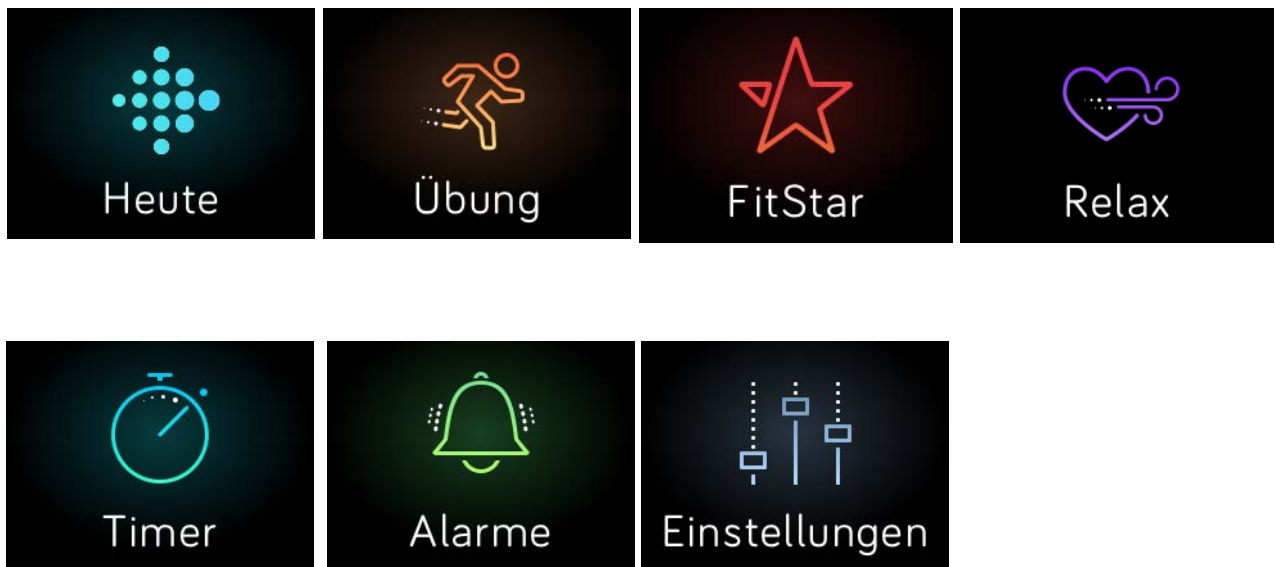 Heute
Übung
FitStar
Relax
Timer
Alarme
Einstellungen